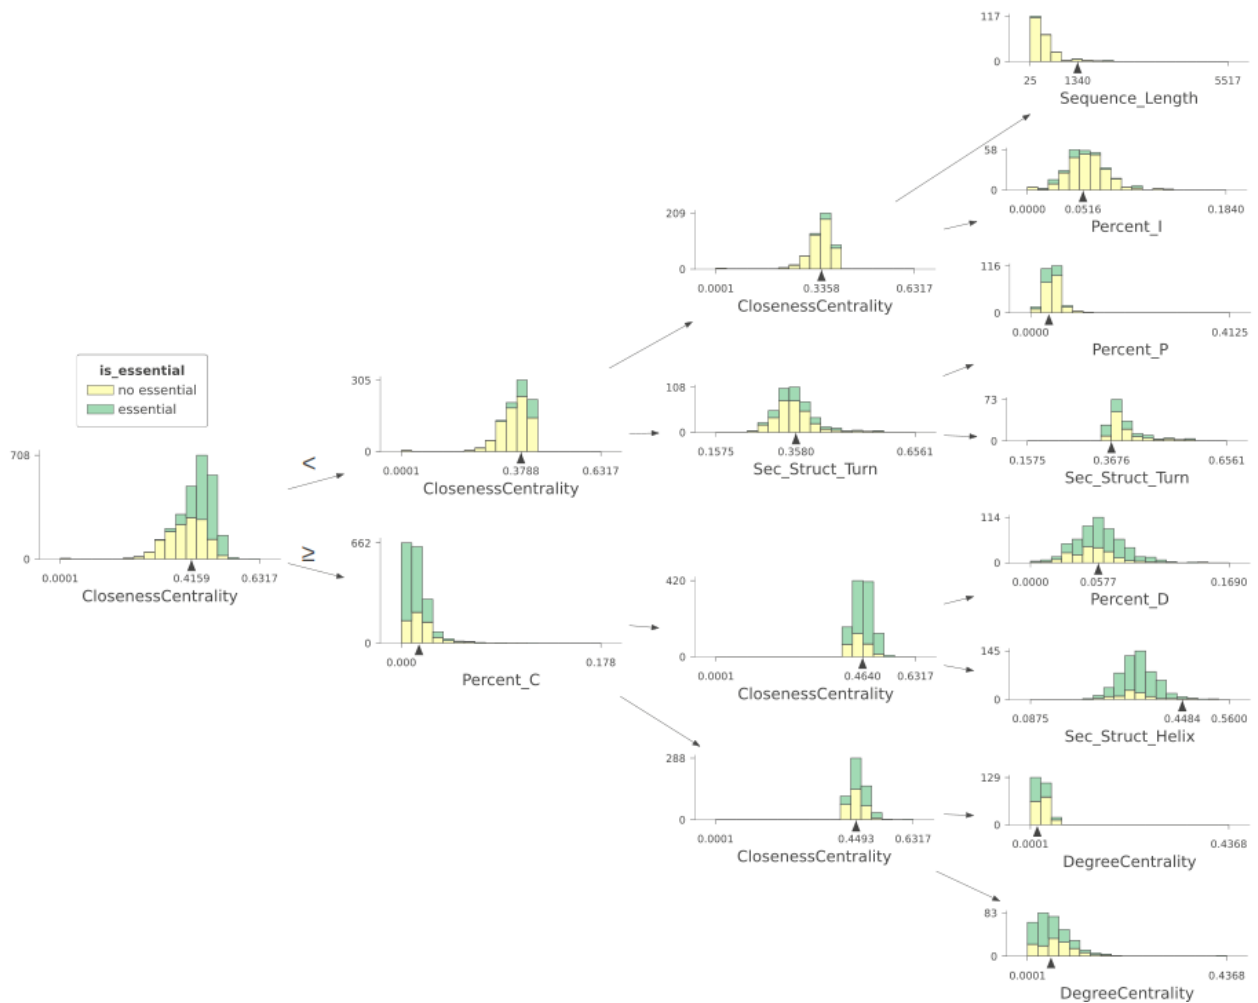 117
0
25 1340 5517
Sequence_Length
58
0
0.0000 0.0516 0.1840
Percent_I
209
0
0.0001 0.3358 0.6317
ClosenessCentrality
116
0
0.0000 0.4125
Percent_P
is_essential
no essential
essential
305
0
0.0001 0.3788 0.6317
ClosenessCentrality
108
0
0.1575 0.3580 0.6561
Sec_Struct_Turn
73
0
0.1575 0.3676 0.6561
Sec_Struct_Turn
708
0
0.0001 0.4159 0.6317
ClosenessCentrality
<
≥
662
0
0.000 0.178
Percent_C
114
0
0.0000 0.0577 0.1690
Percent_D
420
0
0.0001 0.4640 0.6317
ClosenessCentrality
145
0
0.0875 0.4484 0.5600
Sec_Struct_Helix
288
0
0.0001 0.4493 0.6317
ClosenessCentrality
129
0
0.0001 0.4368
DegreeCentrality
83
0
0.0001 0.4368
DegreeCentrality